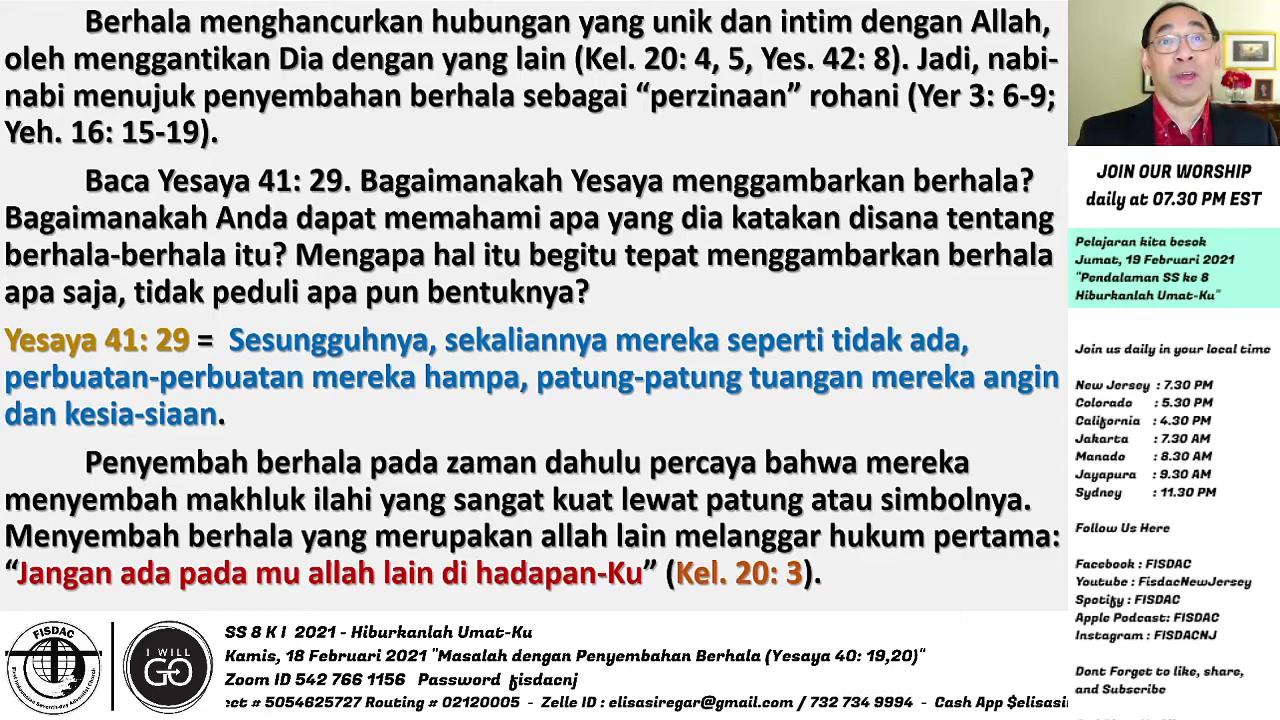 Berhala menghancurkan hubungan yang unik dan intim dengan Allah,
oleh menggantikan Dia dengan yang lain (Kel. 20: 4, 5, Yes. 42: 8). Jadi, nabi-
nabi menujuk penyembahan berhala sebagai “perzinaan” rohani (Yer 3: 6-9;
Yeh. 16: 15-19).
Baca Yesaya 41: 29. Bagaimanakah Yesaya menggambarkan berhala?
Bagaimanakah Anda dapat memahami apa yang dia katakan disana tentang
berhala-berhala itu? Mengapa hal itu begitu tepat menggambarkan berhala
apa saja, tidak peduli apa pun bentuknya?
Yesaya 41: 29 = Sesungguhnya, sekaliannya mereka seperti tidak ada,
perbuatan-perbuatan mereka hampa, patung-patung tuangan mereka angin
dan kesia-siaan.
Penyembah berhala pada zaman dahulu percaya bahwa mereka
menyembah makhluk ilahi yang sangat kuat lewat patung atau simbolnya.
Menyembah berhala yang merupakan allah lain melanggar hukum pertama:
“Jangan ada pada mu allah lain di hadapan-Ku” (Kel. 20: 3).
JOIN OUR WORSHIP
daily at 07.30 PM EST
Pelajaran kita besok
Jumat, 19 Februari 2021
"Pendalaman SS ke 8
Hiburkanlah Umat-Ku"
Join us daily in your local time
New Jersey : 7.30 PM
Colorado : 5.30 PM
California : 4.30 PM
Jakarta : 7.30 AM
Manado : 8.30 AM
Jayapura : 9.30 AM
Sydney : 11.30 PM
Follow Us Here
Facebook : FISDAC
Youtube : FisdacNewJersey
Spotify : FISDAC
Apple Podcast: FISDAC
Instagram : FISDACNJ
Dont Forget to like, share,
and Subscribe
FISDAC
I WILL
GO
SS 8 K I 2021 - Hiburkanlah Umat-Ku
Kamis, 18 Februari 2021 "Masalah dengan Penyembahan Berhala (Yesaya 40: 19,20)“
Zoom ID 542 766 1156 Password fisdacnj
ect # 5054625727 Routing # 02120005 - Zelle ID : elisasiregar@gmail.com / 732 734 9994 - Cash App $elisasi